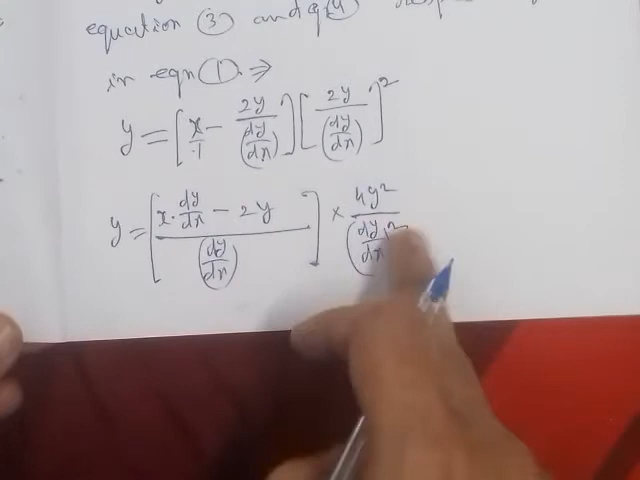 equation ③ and eq ④
in eqn ① ⇒
y = [x/1 − 2y/(dy/dx)] [2y/(dy/dx)]²
y = [(x·dy/dx − 2y)/(dy/dx)] × 4y²/(dy/dx)²